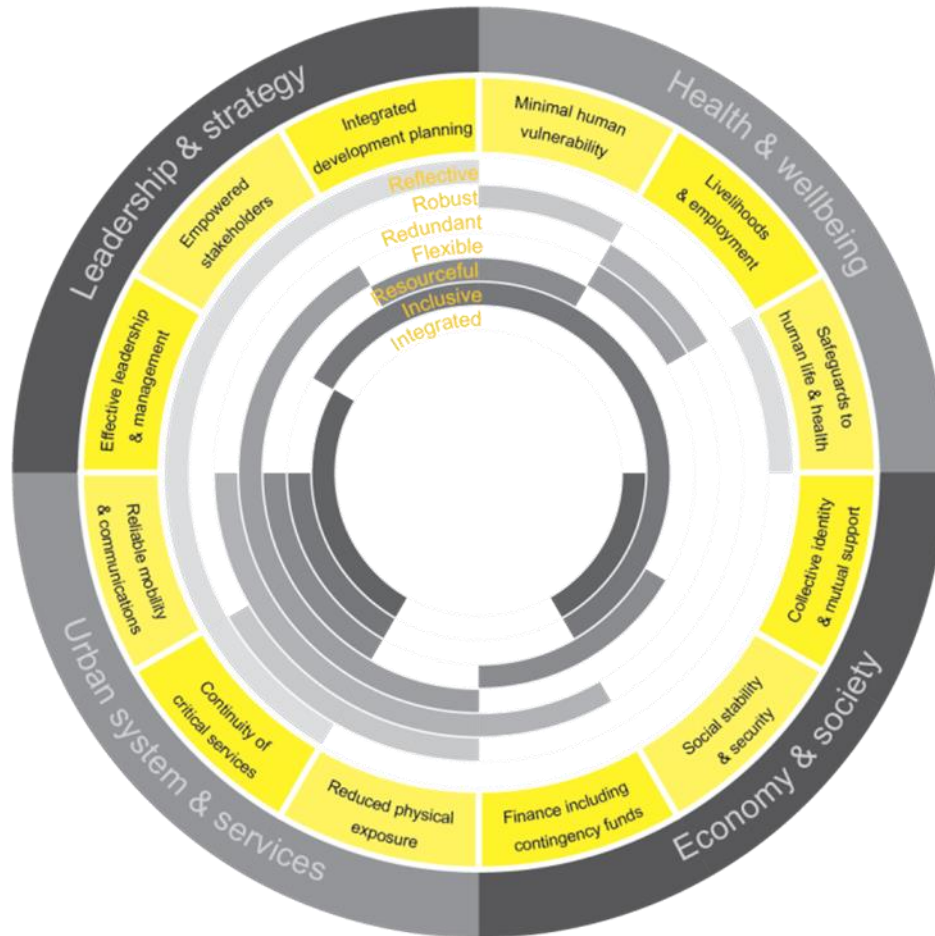 Leadership & strategy
Health & wellbeing
Economy & society
Urban system & services
Minimal human
vulnerability
Livelihoods
& employment
Safeguards to
human life & health
Collective identity
& mutual support
Social stability
& security
Finance including
contingency funds
Reduced physical
exposure
Continuity of
critical services
Reliable mobility
& communications
Effective leadership
& management
Empowered
stakeholders
Integrated
development planning
Reflective
Robust
Redundant
Flexible
Resourceful
Inclusive
Integrated